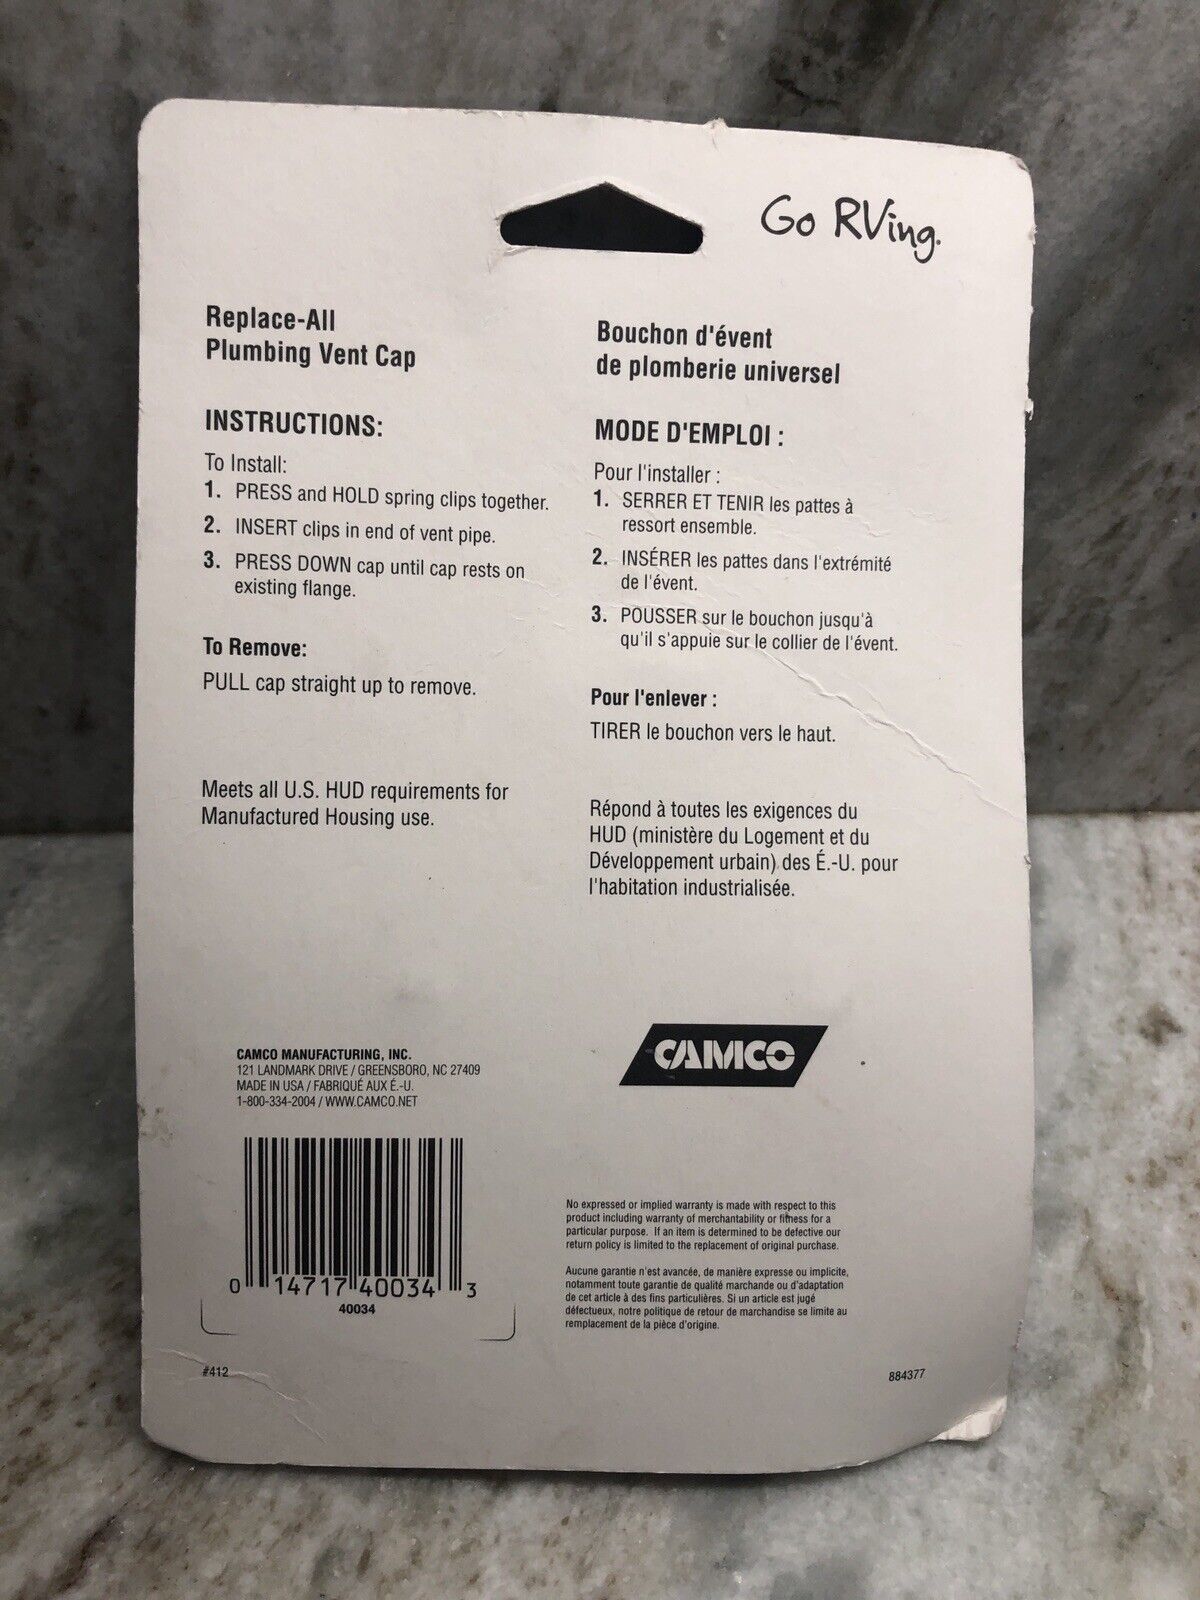 Go RVing.
Replace-All
Plumbing Vent Cap
INSTRUCTIONS:
To Install:
1. PRESS and HOLD spring clips together.
2. INSERT clips in end of vent pipe.
3. PRESS DOWN cap until cap rests on
existing flange.
To Remove:
PULL cap straight up to remove.
Meets all U.S. HUD requirements for
Manufactured Housing use.
Bouchon d'évent
de plomberie universel
MODE D'EMPLOI :
Pour l'installer :
1. SERRER ET TENIR les pattes à
ressort ensemble.
2. INSÉRER les pattes dans l'extrémité
de l'évent.
3. POUSSER sur le bouchon jusqu'à
qu'il s'appuie sur le collier de l'évent.
Pour l'enlever :
TIRER le bouchon vers le haut.
Répond à toutes les exigences du
HUD (ministère du Logement et du
Développement urbain) des É.-U. pour
l'habitation industrialisée.
CAMCO MANUFACTURING, INC.
121 LANDMARK DRIVE / GREENSBORO, NC 27409
MADE IN USA / FABRIQUÉ AUX É.-U.
1-800-334-2004 / WWW.CAMCO.NET
0 14717 40034 3
40034
#412
CAMCO
No expressed or implied warranty is made with respect to this
product including warranty of merchantability or fitness for a
particular purpose. If an item is determined to be defective our
return policy is limited to the replacement of original purchase.
Aucune garantie n'est avancée, de manière expresse ou implicite,
notamment toute garantie de qualité marchande ou d'adaptation
de cet article à des fins particulières. Si un article est jugé
défectueux, notre politique de retour de marchandise se limite au
remplacement de la pièce d'origine.
884377